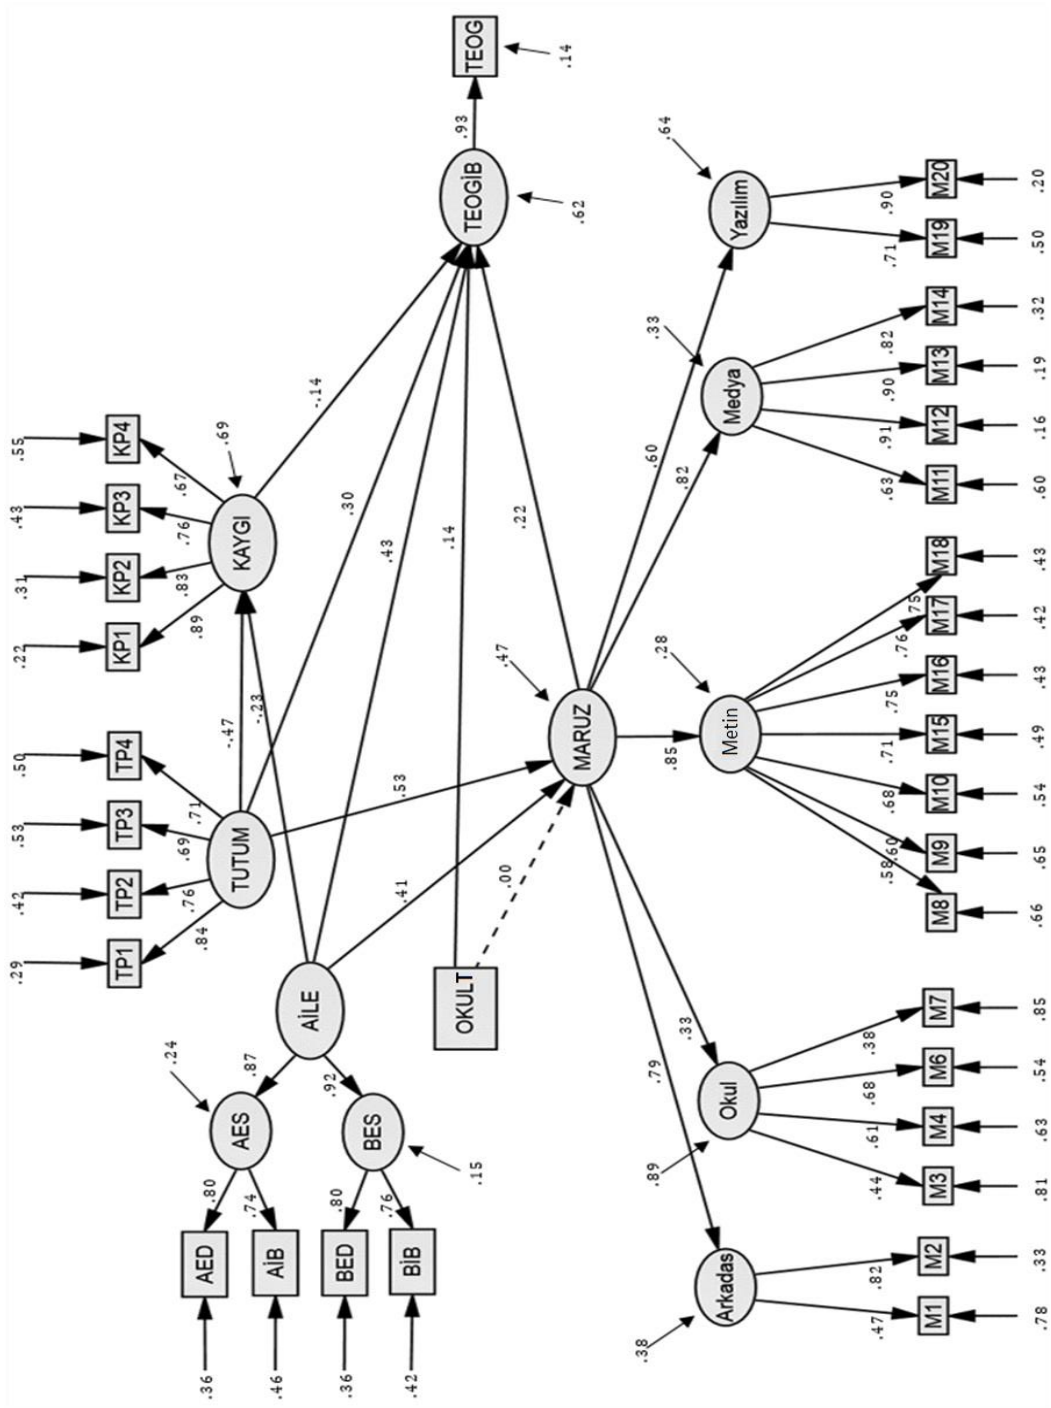 .29 .42 .53 .50 .22 .31 .43 .55
TP1 TP2 TP3 TP4 KP1 KP2 KP3 KP4
.84 .76 .69 .71 .89 .83 .76 .67
.24
.69
.36 AED .80 AES .87 TUTUM -.47 KAYGI
.46 AİB .74 -.23 -.14
AİLE
.36 BED .80 BES .92 .30
.42 BİB .76 .15 .43
.41 .53 .14
OKULT TEOGİB .93 TEOG
.00 .22 .62 .14
.47
MARUZ
.79 .33 .85 .82 .60
.38 .89 .28 .33 .64
Arkadas Okul Metin Medya Yazılım
.47 .82 .44 .61 .68 .38 .58 .60 .68 .71 .75 .76 .75 .63 .91 .90 .82 .71 .90
M1 M2 M3 M4 M6 M7 M8 M9 M10 M15 M16 M17 M18 M11 M12 M13 M14 M19 M20
.78 .33 .81 .63 .54 .85 .66 .65 .54 .49 .43 .42 .43 .60 .16 .19 .32 .50 .20